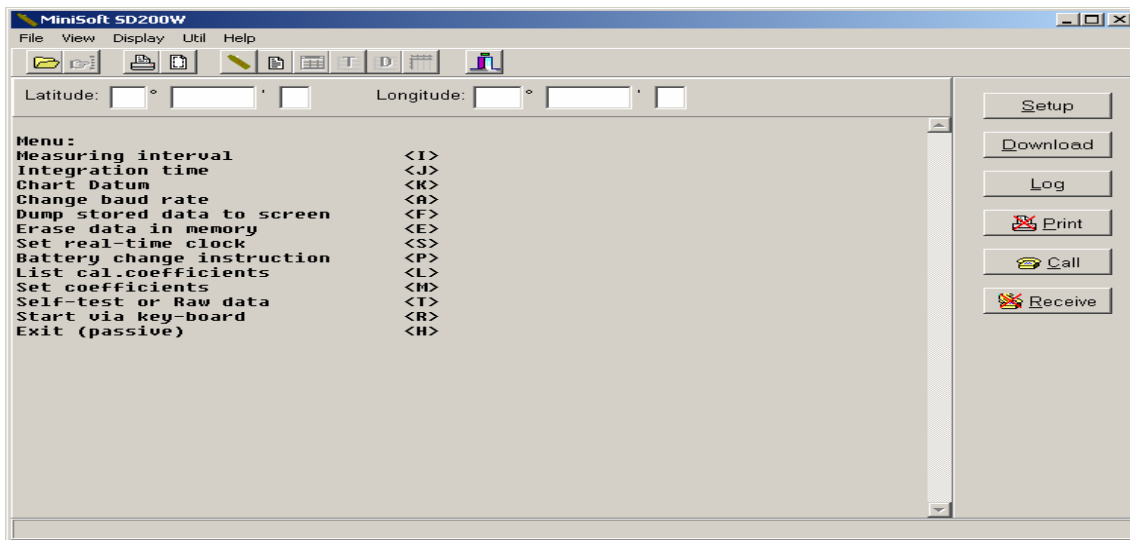 MiniSoft SD200W
File View Display Util Help
T D
Latitude: ° ' Longitude: ° '
Menu:
Measuring interval <I>
Integration time <J>
Chart Datum <K>
Change baud rate <A>
Dump stored data to screen <F>
Erase data in memory <E>
Set real-time clock <S>
Battery change instruction <P>
List cal.coefficients <L>
Set coefficients <M>
Self-test or Raw data <T>
Start via key-board <R>
Exit (passive) <H>
Setup
Download
Log
Print
Call
Receive